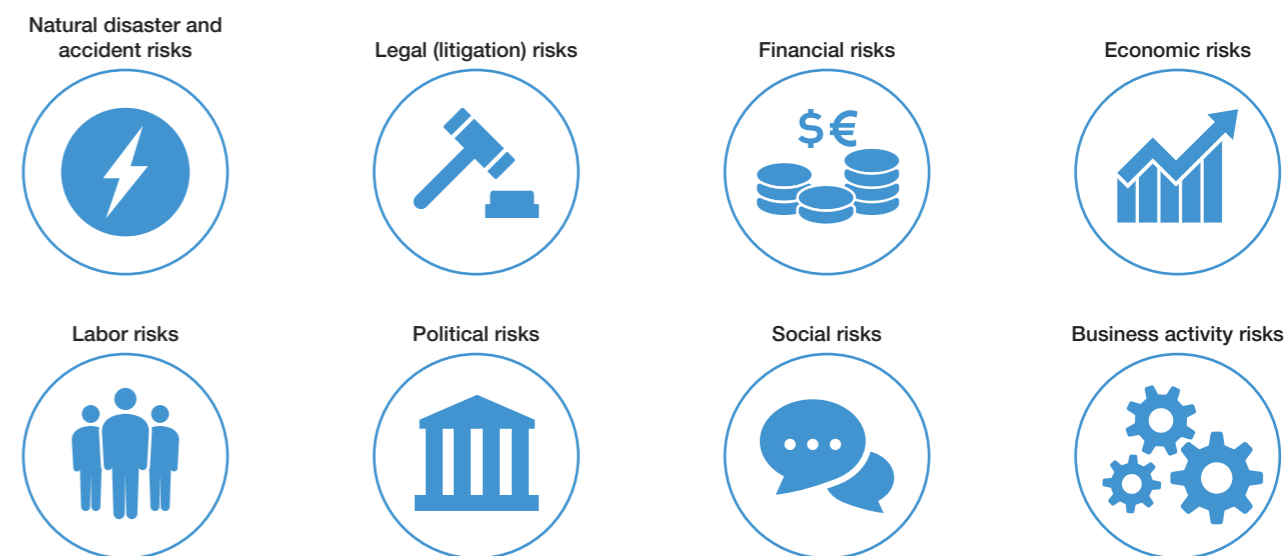 Natural disaster and
accident risks
Legal (litigation) risks
Financial risks
Economic risks
$€
Labor risks
Political risks
Social risks
Business activity risks